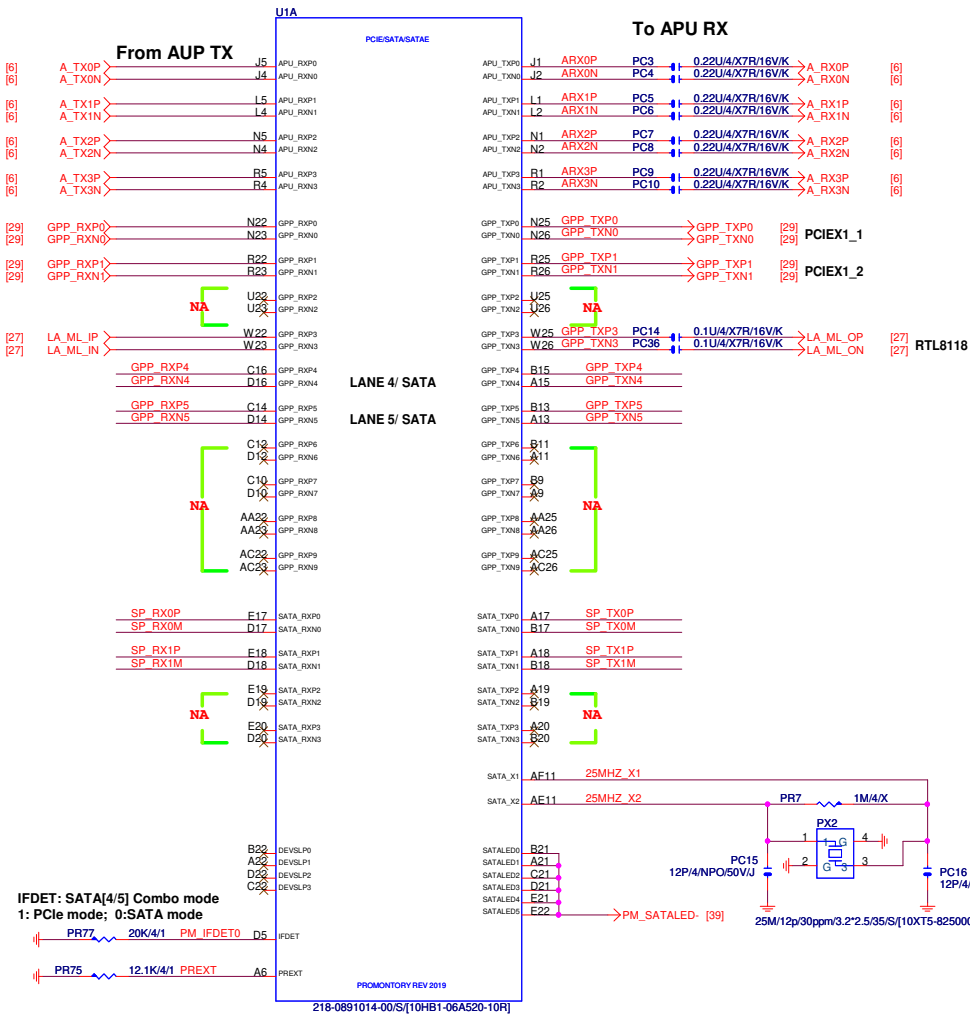 U1A
PCIE/SATA/SATAE
From AUP TX
To APU RX
[6] A_TX0P J5 APU_RXP0 APU_TXP0 J1 ARX0P PC3 0.22U/4/X7R/16V/K A_RX0P [6]
[6] A_TX0N J4 APU_RXN0 APU_TXN0 J2 ARX0N PC4 0.22U/4/X7R/16V/K A_RX0N [6]
[6] A_TX1P L5 APU_RXP1 APU_TXP1 L1 ARX1P PC5 0.22U/4/X7R/16V/K A_RX1P [6]
[6] A_TX1N L4 APU_RXN1 APU_TXN1 L2 ARX1N PC6 0.22U/4/X7R/16V/K A_RX1N [6]
[6] A_TX2P N5 APU_RXP2 APU_TXP2 N1 ARX2P PC7 0.22U/4/X7R/16V/K A_RX2P [6]
[6] A_TX2N N4 APU_RXN2 APU_TXN2 N2 ARX2N PC8 0.22U/4/X7R/16V/K A_RX2N [6]
[6] A_TX3P R5 APU_RXP3 APU_TXP3 R1 ARX3P PC9 0.22U/4/X7R/16V/K A_RX3P [6]
[6] A_TX3N R4 APU_RXN3 APU_TXN3 R2 ARX3N PC10 0.22U/4/X7R/16V/K A_RX3N [6]
[29] GPP_RXP0 N22 GPP_RXP0 GPP_TXP0 N25 GPP_TXP0 GPP_TXP0 [29]
[29] GPP_RXN0 N23 GPP_RXN0 GPP_TXN0 N26 GPP_TXN0 GPP_TXN0 [29] PCIEX1_1
[29] GPP_RXP1 R22 GPP_RXP1 GPP_TXP1 R25 GPP_TXP1 GPP_TXP1 [29]
[29] GPP_RXN1 R23 GPP_RXN1 GPP_TXN1 R26 GPP_TXN1 GPP_TXN1 [29] PCIEX1_2
U22 GPP_RXP2 GPP_TXP2 U25
NA U23 GPP_RXN2 GPP_TXN2 U26 NA
[27] LA_ML_IP W22 GPP_RXP3 GPP_TXP3 W25 GPP_TXP3 PC14 0.1U/4/X7R/16V/K LA_ML_OP [27]
[27] LA_ML_IN W23 GPP_RXN3 GPP_TXN3 W26 GPP_TXN3 PC36 0.1U/4/X7R/16V/K LA_ML_ON [27] RTL8118
GPP_RXP4 C16 GPP_RXP4 GPP_TXP4 B15 GPP_TXP4
GPP_RXN4 D16 GPP_RXN4 LANE 4/ SATA GPP_TXN4 A15 GPP_TXN4
GPP_RXP5 C14 GPP_RXP5 GPP_TXP5 B13 GPP_TXP5
GPP_RXN5 D14 GPP_RXN5 LANE 5/ SATA GPP_TXN5 A13 GPP_TXN5
C12 GPP_RXP6 GPP_TXP6 B11
D12 GPP_RXN6 GPP_TXN6 A11
C10 GPP_RXP7 GPP_TXP7 B9
D10 GPP_RXN7 GPP_TXN7 A9
NA NA
AA22 GPP_RXP8 GPP_TXP8 AA25
AA23 GPP_RXN8 GPP_TXN8 AA26
AC22 GPP_RXP9 GPP_TXP9 AC25
AC23 GPP_RXN9 GPP_TXN9 AC26
SP_RX0P E17 SATA_RXP0 SATA_TXP0 A17 SP_TX0P
SP_RX0M D17 SATA_RXN0 SATA_TXN0 B17 SP_TX0M
SP_RX1P E18 SATA_RXP1 SATA_TXP1 A18 SP_TX1P
SP_RX1M D18 SATA_RXN1 SATA_TXN1 B18 SP_TX1M
E19 SATA_RXP2 SATA_TXP2 A19
D19 SATA_RXN2 SATA_TXN2 B19
NA NA
E20 SATA_RXP3 SATA_TXP3 A20
D20 SATA_RXN3 SATA_TXN3 B20
SATA_X1 AF11 25MHZ_X1
SATA_X2 AE11 25MHZ_X2 PR7 1M/4/X
PX2
1 1 G 4
2 G 3 3
PC15
12P/4/NPO/50V/J
PC16
12P/4/
25M/12p/30ppm/3.2*2.5/35/S/[10XT5-825000
B22 DEVSLP0 SATALED0 B21
A22 DEVSLP1 SATALED1 A21
D22 DEVSLP2 SATALED2 C21
C22 DEVSLP3 SATALED3 D21
SATALED4 E21
SATALED5 E22 PM_SATALED- [39]
IFDET: SATA[4/5] Combo mode
1: PCIe mode; 0:SATA mode
PR77 20K/4/1 PM_IFDET0 D5 IFDET
PR75 12.1K/4/1 PREXT A6 PREXT
PROMONTORY REV 2019
218-0891014-00/S/[10HB1-06A520-10R]